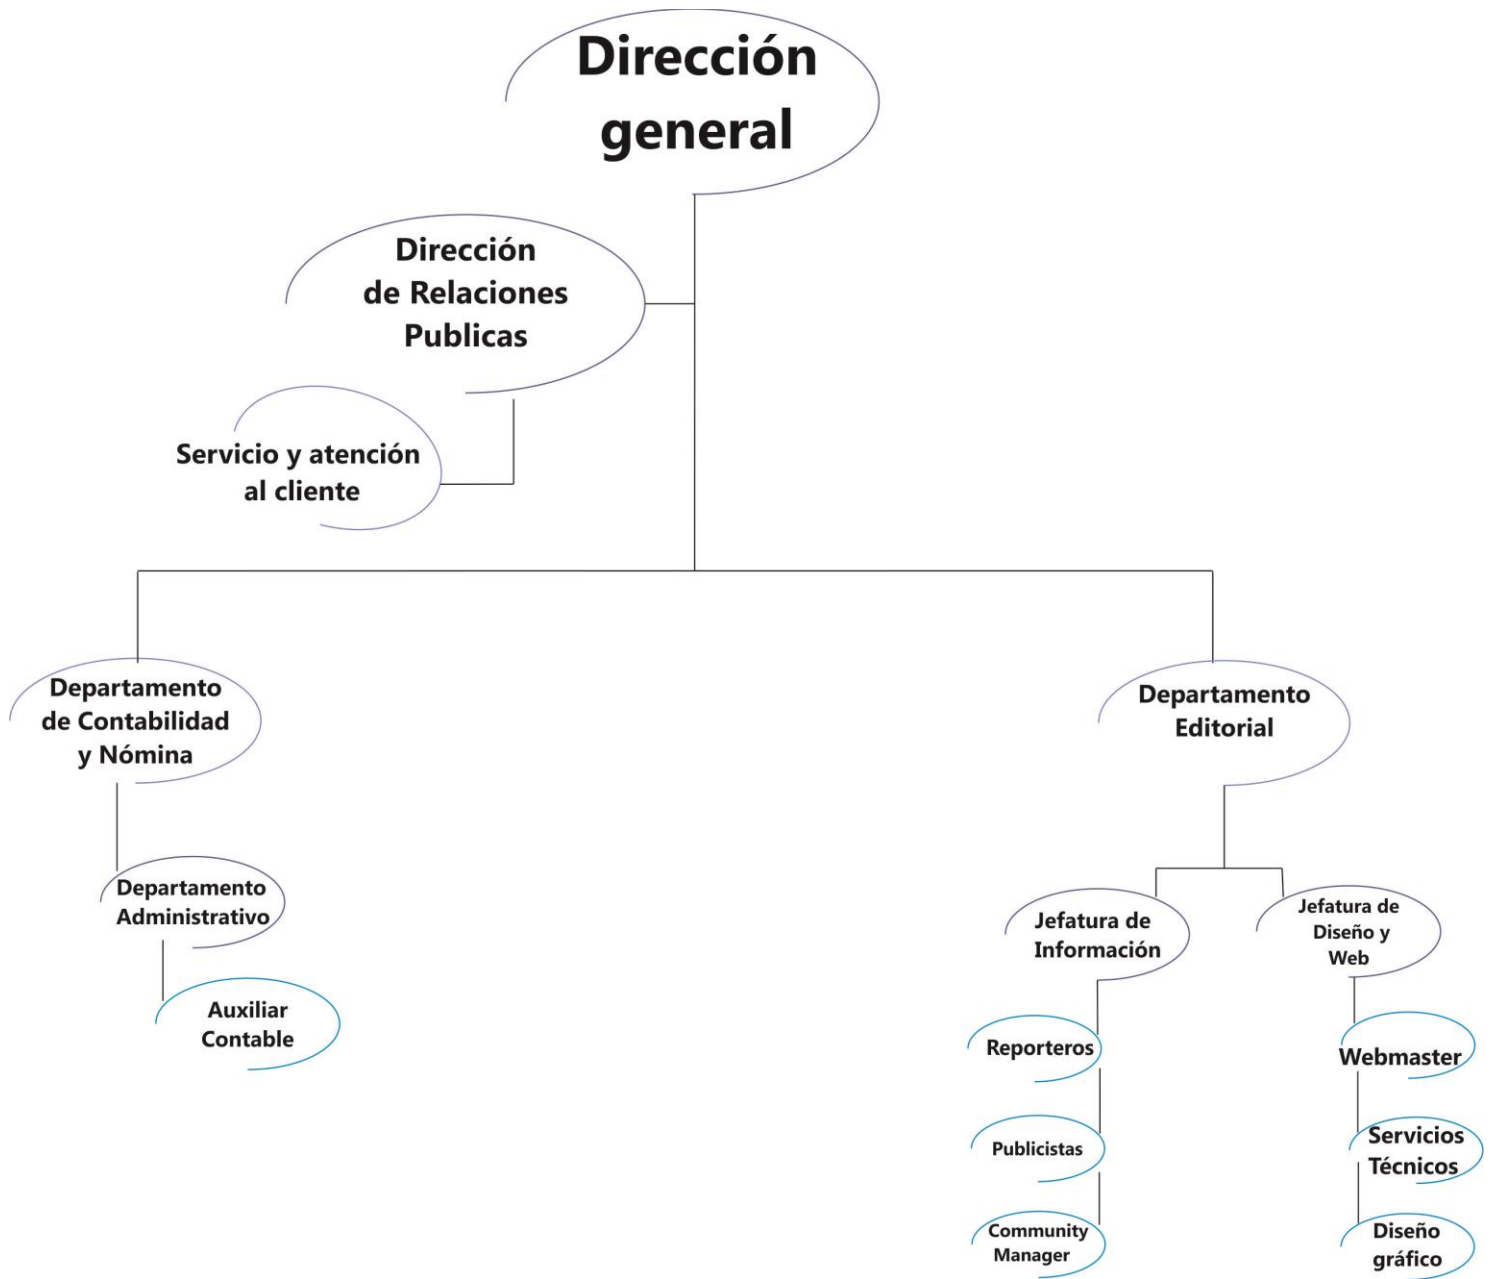 Dirección
general
Dirección
de Relaciones
Publicas
Servicio y atención
al cliente
Departamento
de Contabilidad
y Nómina
Departamento
Administrativo
Auxiliar
Contable
Departamento
Editorial
Jefatura de
Información
Reporteros
Publicistas
Community
Manager
Jefatura de
Diseño y
Web
Webmaster
Servicios
Técnicos
Diseño
gráfico